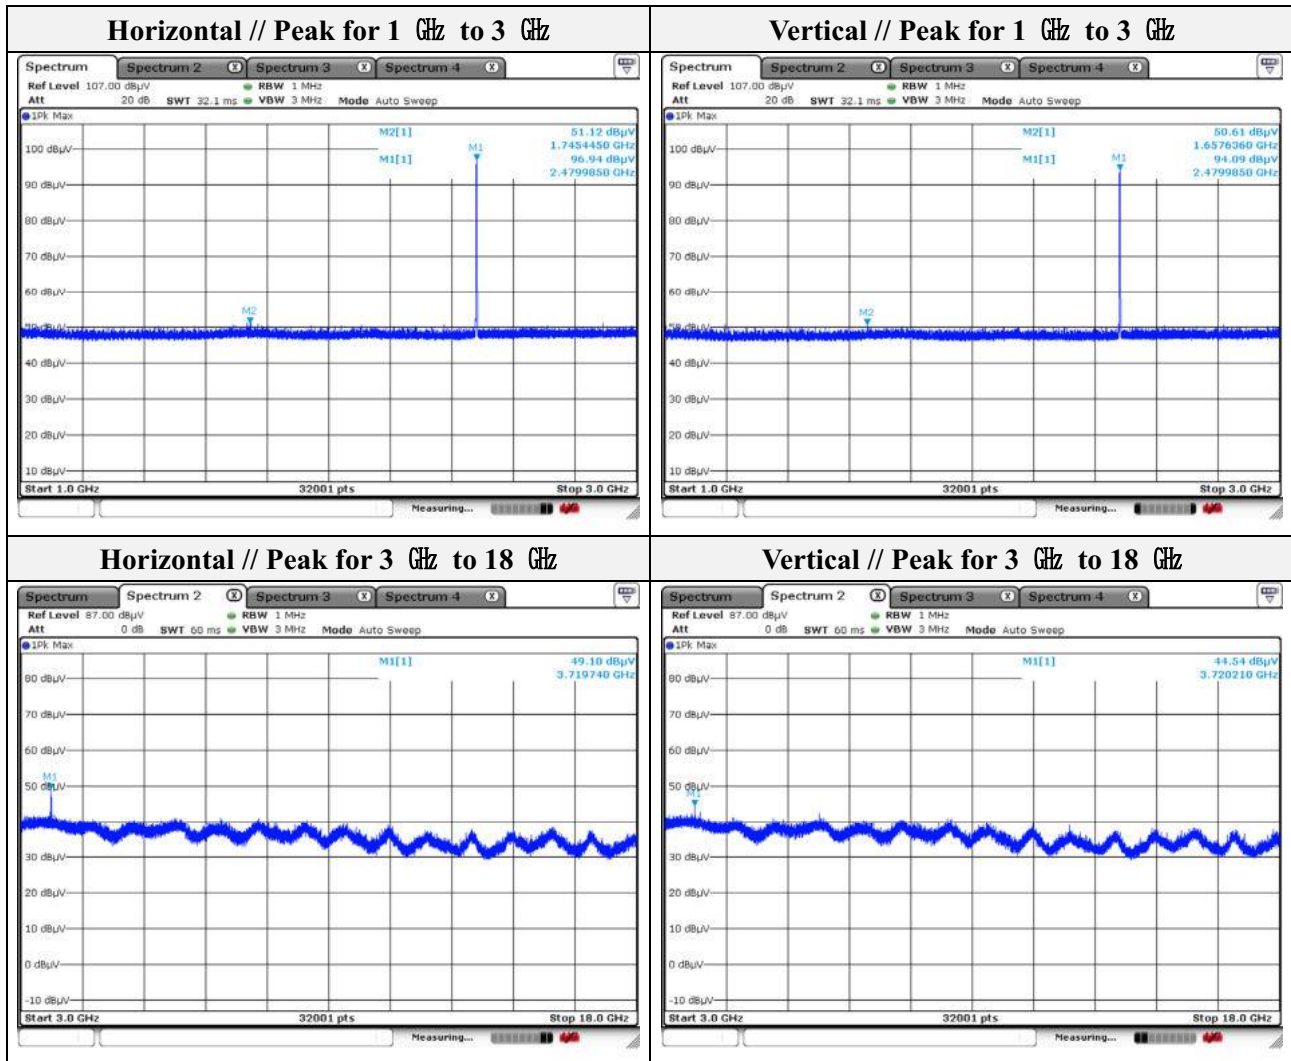 Horizontal // Peak for 1 ㎓ to 3 ㎓
Vertical // Peak for 1 ㎓ to 3 ㎓
Spectrum Spectrum 2 Spectrum 3 Spectrum 4
Ref Level 107.00 dBµV RBW 1 MHz
Att 20 dB SWT 32.1 ms VBW 3 MHz Mode Auto Sweep
1Pk Max
M2[1] 51.12 dBµV
1.7454450 GHz
M1[1] 96.94 dBµV
2.4799850 GHz
M1
100 dBµV
90 dBµV
80 dBµV
70 dBµV
60 dBµV
M2
50 dBµV
40 dBµV
30 dBµV
20 dBµV
10 dBµV
Start 1.0 GHz 32001 pts Stop 3.0 GHz
Measuring...
Spectrum Spectrum 2 Spectrum 3 Spectrum 4
Ref Level 107.00 dBµV RBW 1 MHz
Att 20 dB SWT 32.1 ms VBW 3 MHz Mode Auto Sweep
1Pk Max
M2[1] 50.61 dBµV
1.6576360 GHz
M1[1] 94.09 dBµV
2.4799850 GHz
M1
100 dBµV
90 dBµV
80 dBµV
70 dBµV
60 dBµV
M2
50 dBµV
40 dBµV
30 dBµV
20 dBµV
10 dBµV
Start 1.0 GHz 32001 pts Stop 3.0 GHz
Measuring...
Horizontal // Peak for 3 ㎓ to 18 ㎓
Vertical // Peak for 3 ㎓ to 18 ㎓
Spectrum Spectrum 2 Spectrum 3 Spectrum 4
Ref Level 87.00 dBµV RBW 1 MHz
Att 0 dB SWT 60 ms VBW 3 MHz Mode Auto Sweep
1Pk Max
M1[1] 49.10 dBµV
3.719740 GHz
80 dBµV
70 dBµV
60 dBµV
M1
50 dBµV
30 dBµV
20 dBµV
10 dBµV
0 dBµV
-10 dBµV
Start 3.0 GHz 32001 pts Stop 18.0 GHz
Measuring...
Spectrum Spectrum 2 Spectrum 3 Spectrum 4
Ref Level 87.00 dBµV RBW 1 MHz
Att 0 dB SWT 60 ms VBW 3 MHz Mode Auto Sweep
1Pk Max
M1[1] 44.54 dBµV
3.720210 GHz
80 dBµV
70 dBµV
60 dBµV
50 dBµV
M1
30 dBµV
20 dBµV
10 dBµV
0 dBµV
-10 dBµV
Start 3.0 GHz 32001 pts Stop 18.0 GHz
Measuring...